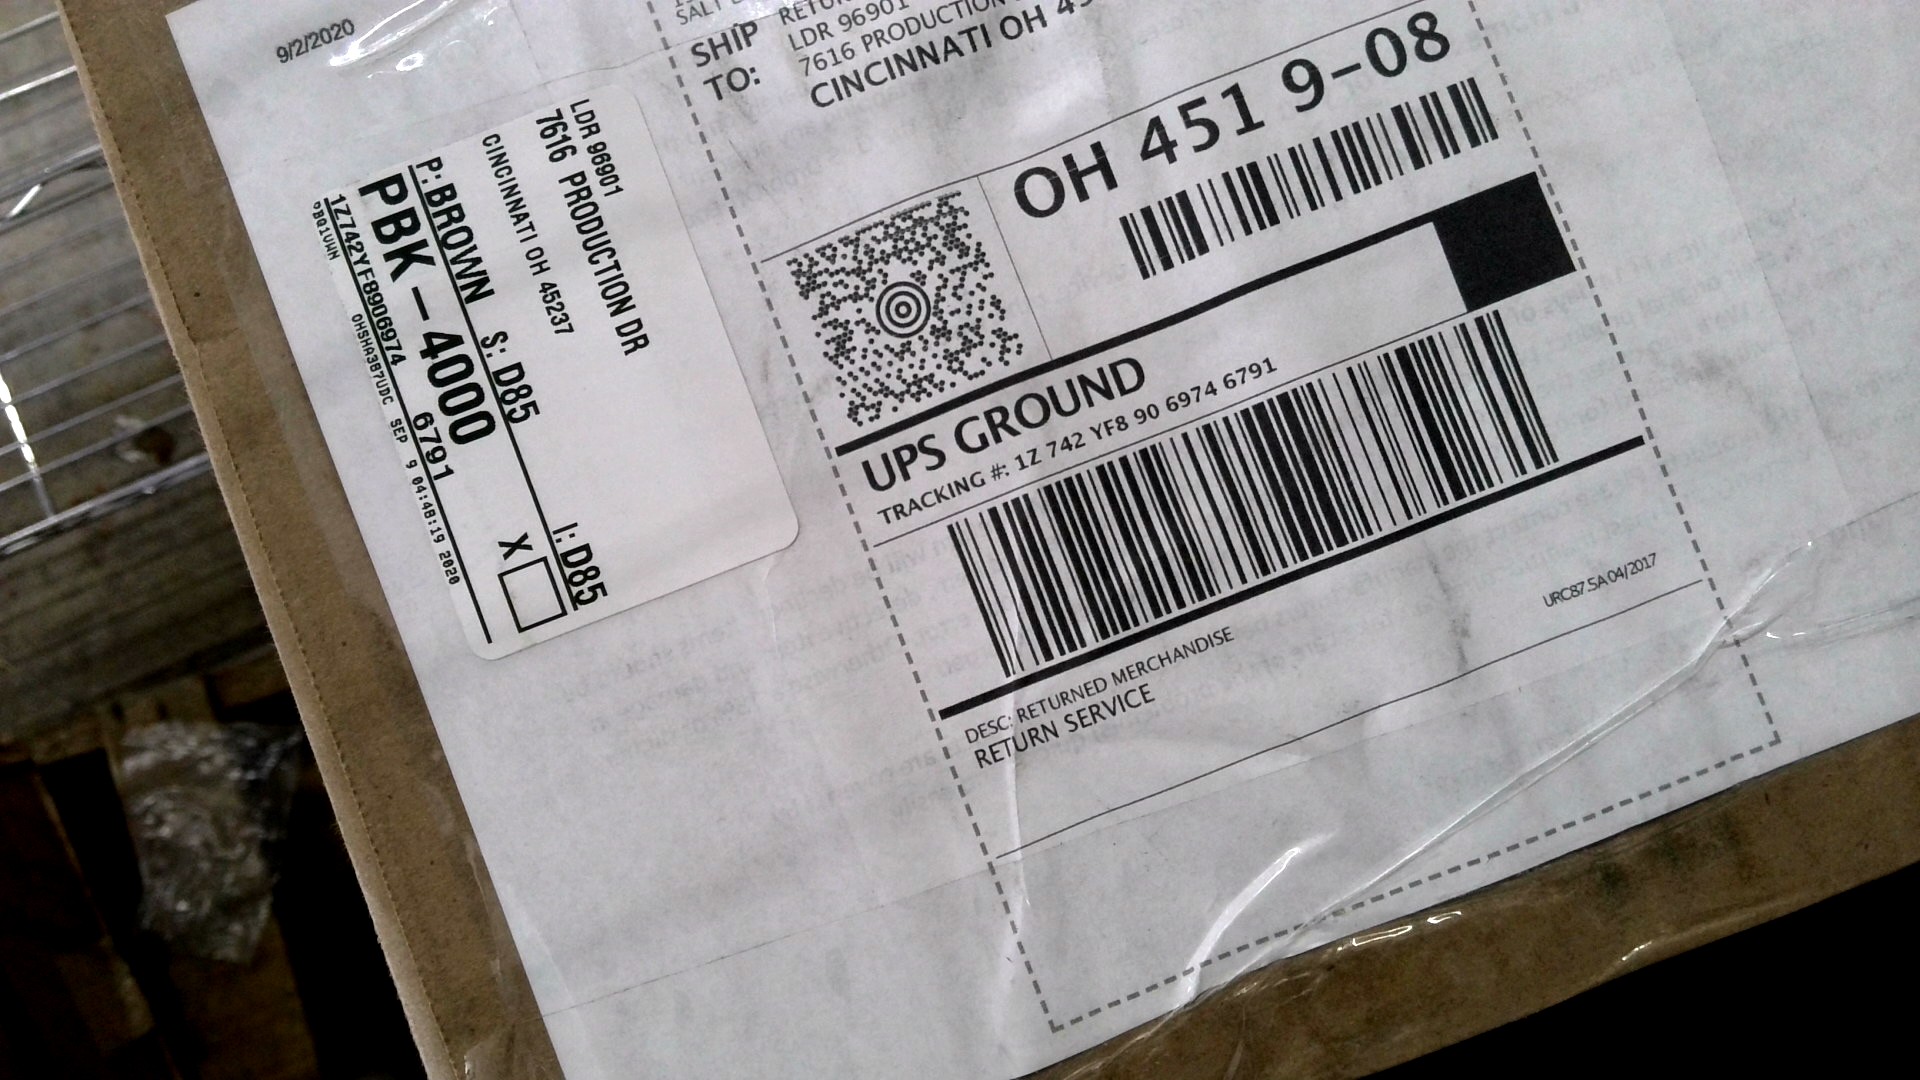 9/2/2020
SHIP TO:
LDR 96901
7616 PRODUCTION
CINCINNATI OH
OH 451 9-08
UPS GROUND
TRACKING #: 1Z 742 YF8 90 6974 6791
DESC: RETURNED MERCHANDISE
RETURN SERVICE
URC87.5A 04/2017
LDR 96901
7616 PRODUCTION DR
CINCINNATI OH 45237
P: BROWN S: D85 I: D85
PBK-4000 X
1Z742YF8906974 6791
OHSHA387UDC SEP 9 04:48:19 2020